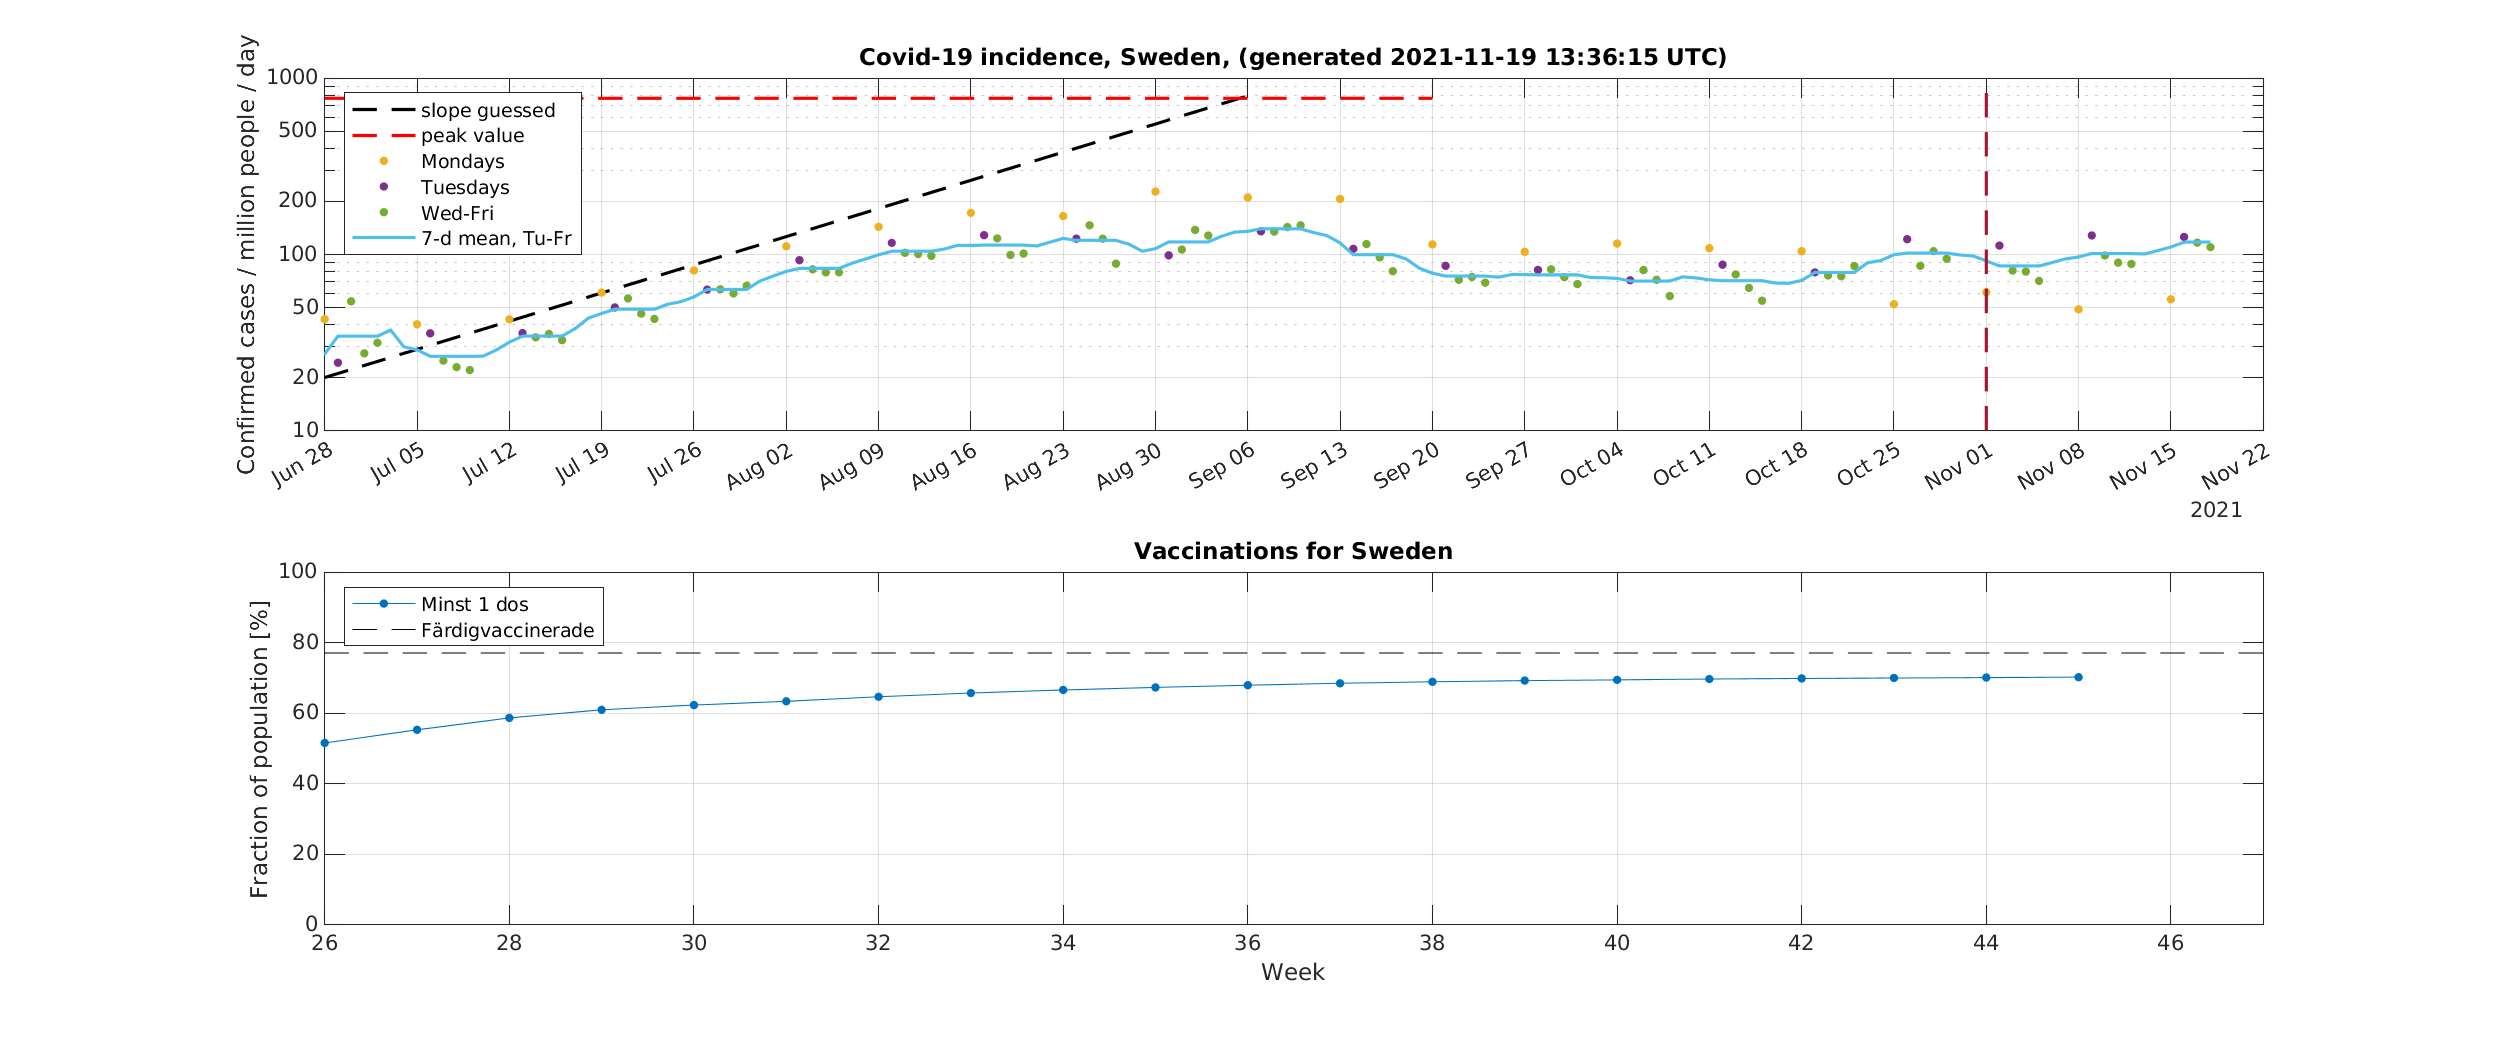 Covid-19 incidence, Sweden, (generated 2021-11-19 13:36:15 UTC)
Confirmed cases / million people / day
1000
500
200
100
50
20
10
slope guessed
peak value
Mondays
Tuesdays
Wed-Fri
7-d mean, Tu-Fr
Jun 28 Jul 05 Jul 12 Jul 19 Jul 26 Aug 02 Aug 09 Aug 16 Aug 23 Aug 30 Sep 06 Sep 13 Sep 20 Sep 27 Oct 04 Oct 11 Oct 18 Oct 25 Nov 01 Nov 08 Nov 15 Nov 22
2021
Vaccinations for Sweden
Fraction of population [%]
100
80
60
40
20
0
Minst 1 dos
Färdigvaccinerade
26 28 30 32 34 36 38 40 42 44 46
Week